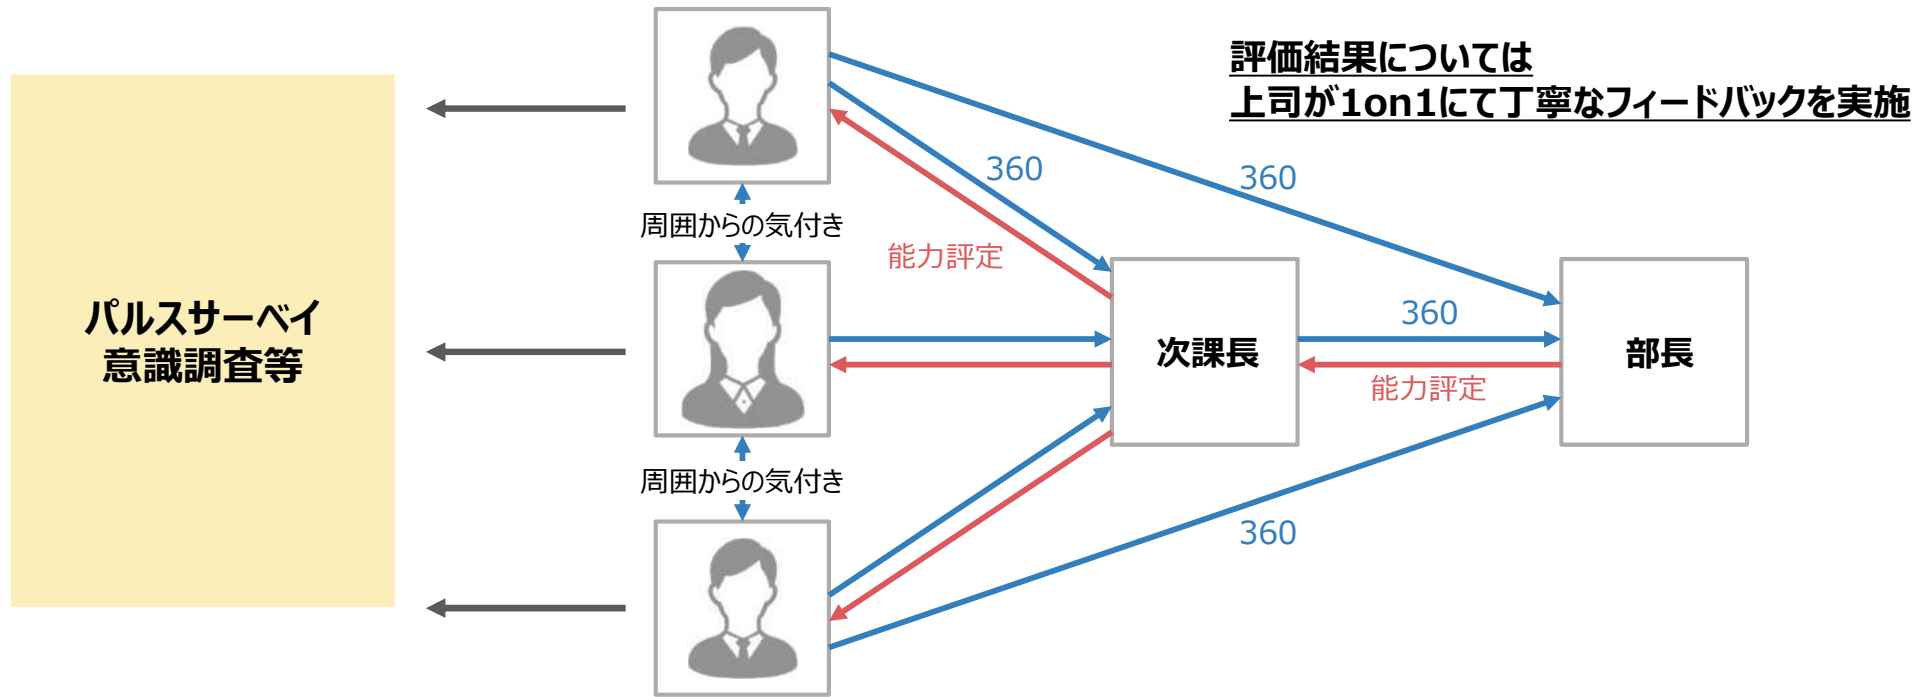 評価結果については
上司が1on1にて丁寧なフィードバックを実施
360
360
周囲からの気付き
能力評定
パルスサーベイ
意識調査等
360
次課長
部長
能力評定
周囲からの気付き
360